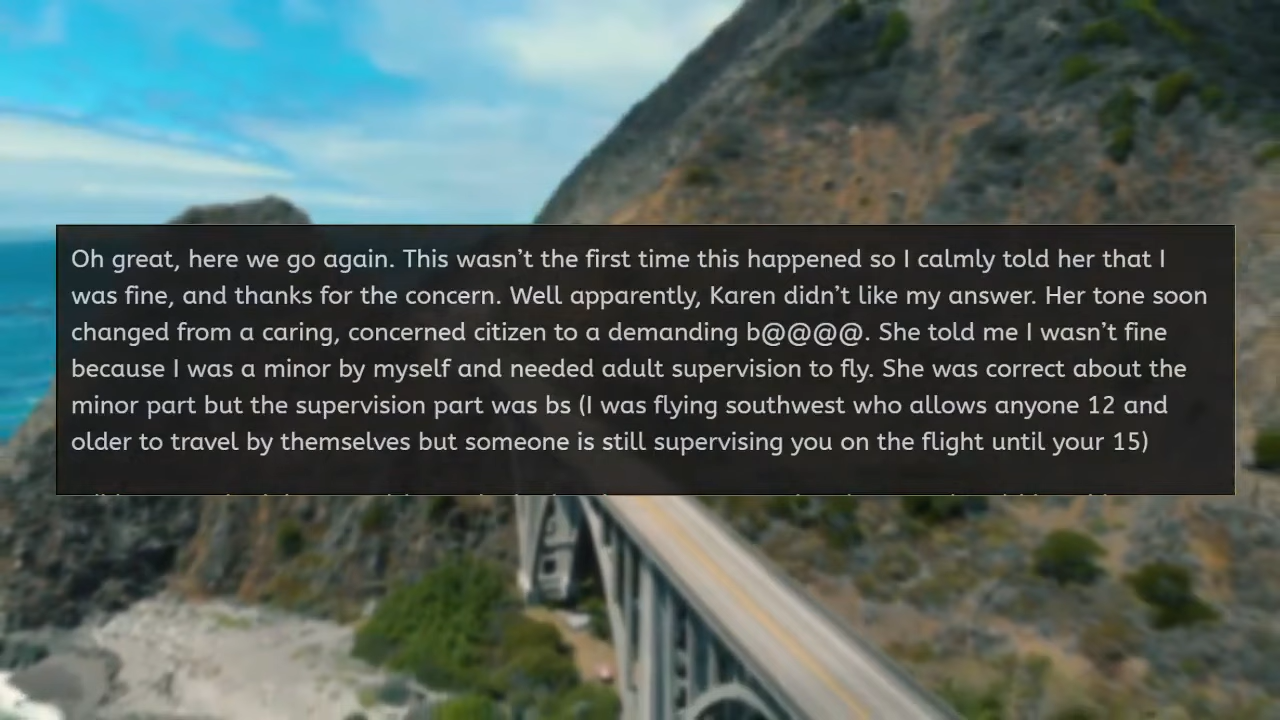 Oh great, here we go again. This wasn’t the first time this happened so I calmly told her that I
was fine, and thanks for the concern. Well apparently, Karen didn’t like my answer. Her tone soon
changed from a caring, concerned citizen to a demanding b@@@@. She told me I wasn’t fine
because I was a minor by myself and needed adult supervision to fly. She was correct about the
minor part but the supervision part was bs (I was flying southwest who allows anyone 12 and
older to travel by themselves but someone is still supervising you on the flight until your 15)